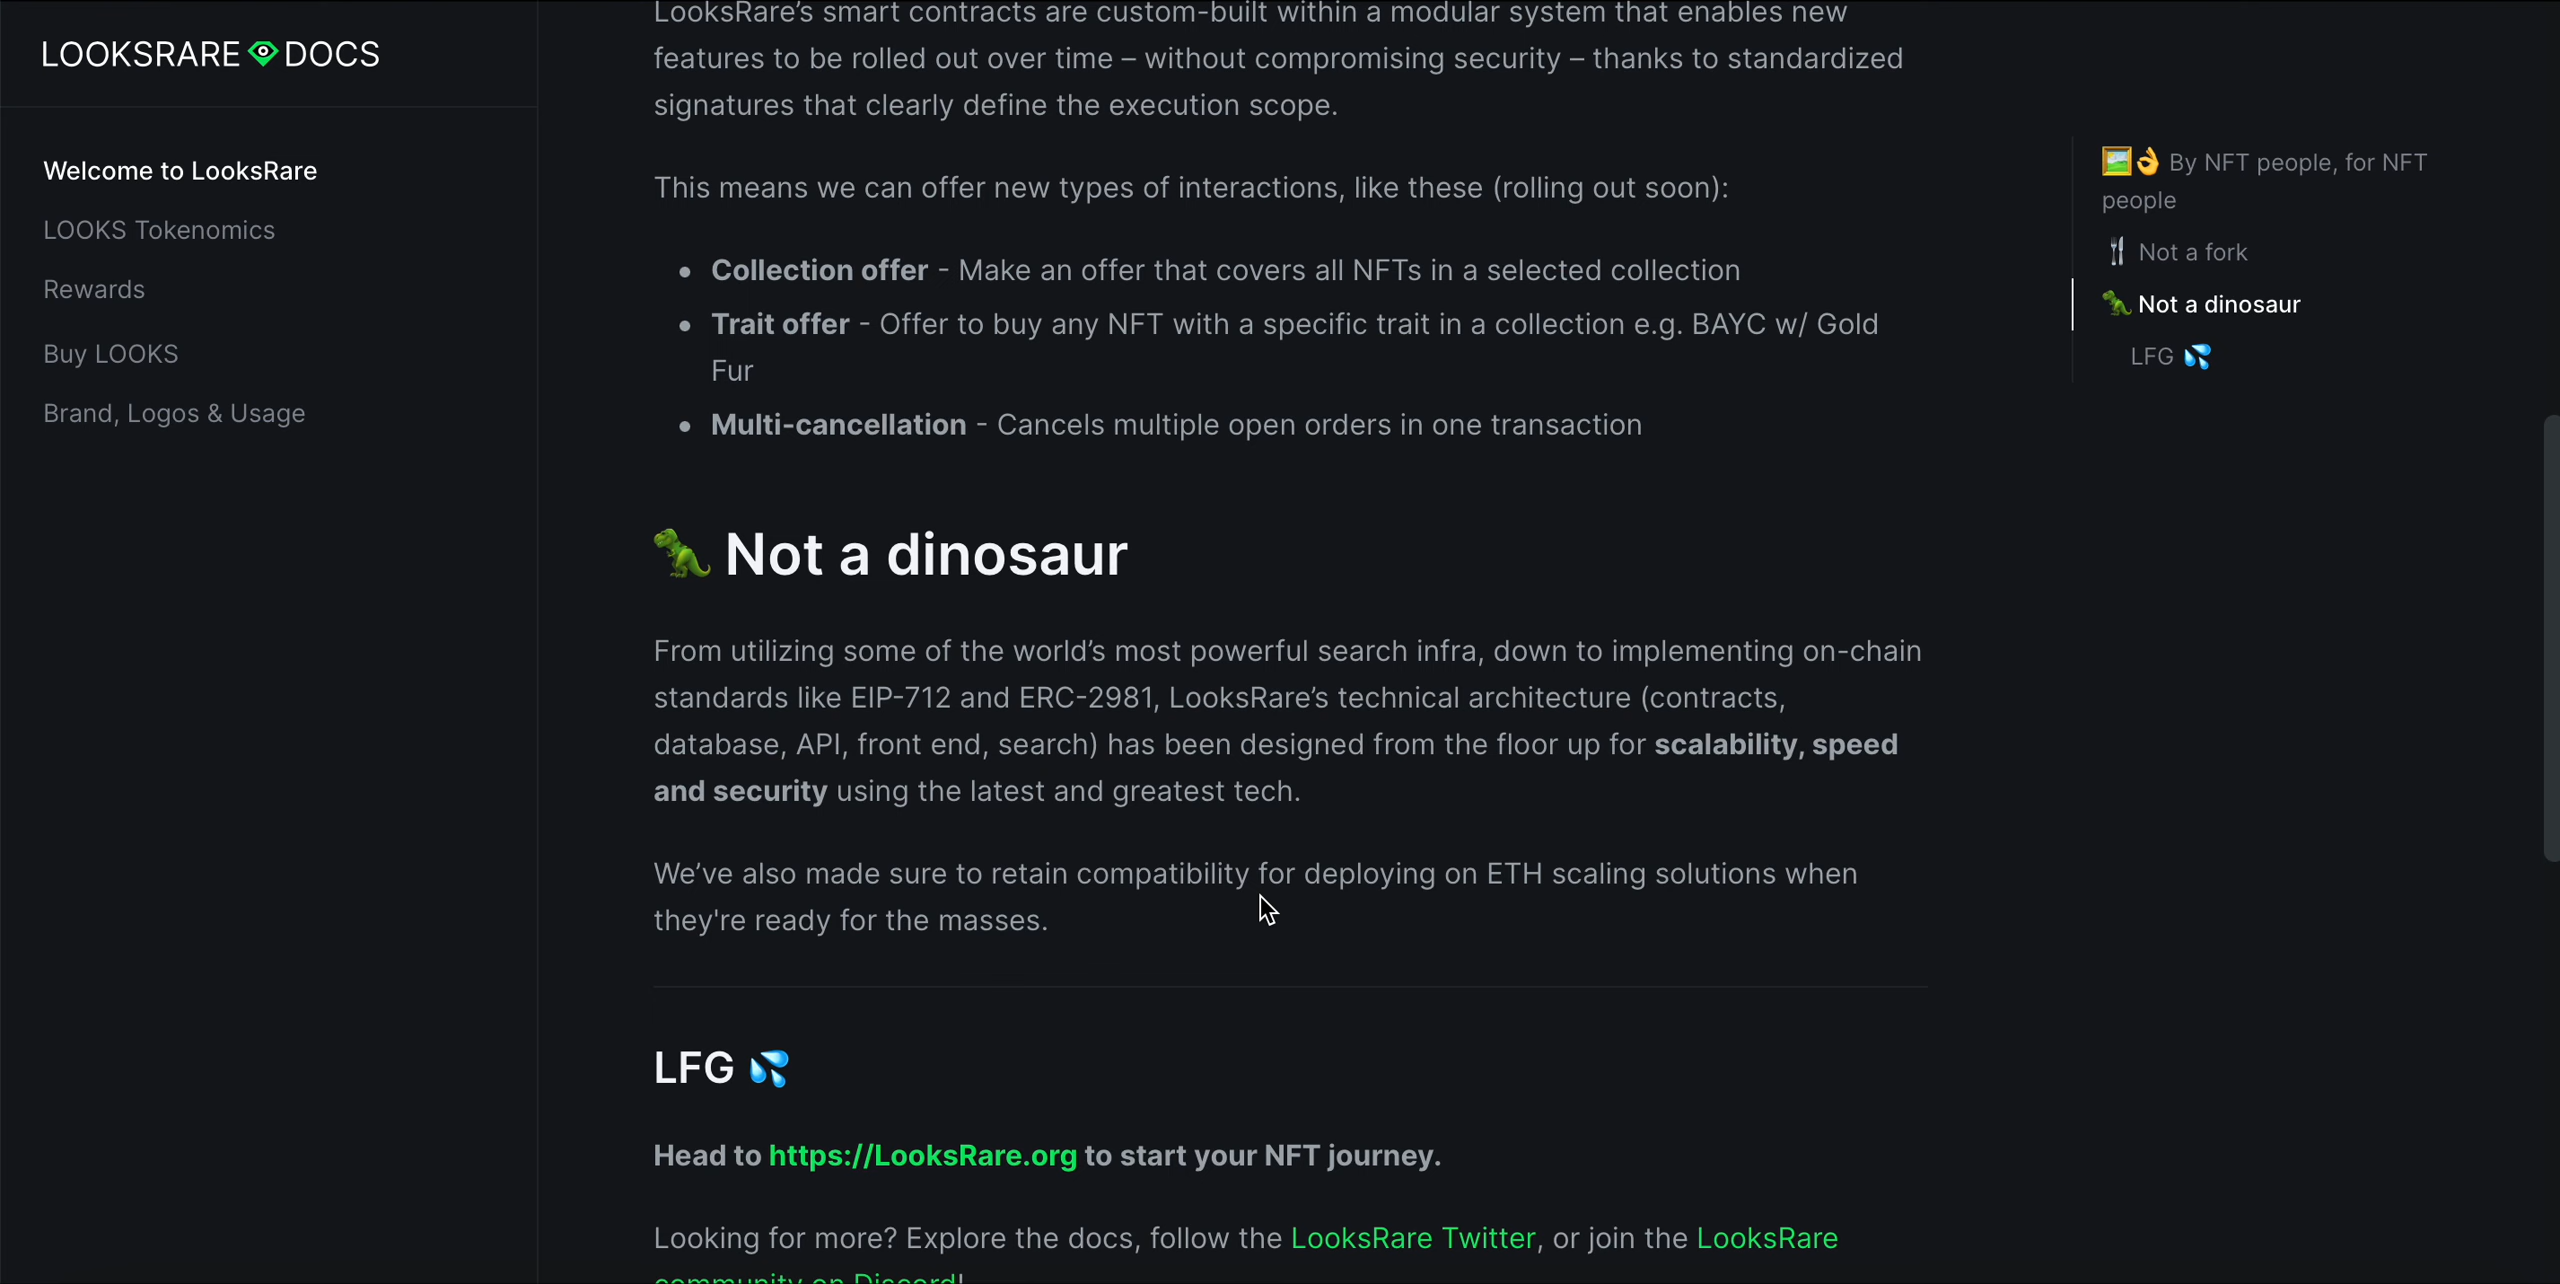 LOOKSRARE DOCS
Welcome to LooksRare
LOOKS Tokenomics
Rewards
Buy LOOKS
Brand, Logos & Usage
LooksRare’s smart contracts are custom-built within a modular system that enables new
features to be rolled out over time – without compromising security – thanks to standardized
signatures that clearly define the execution scope.
This means we can offer new types of interactions, like these (rolling out soon):
• Collection offer - Make an offer that covers all NFTs in a selected collection
• Trait offer - Offer to buy any NFT with a specific trait in a collection e.g. BAYC w/ Gold
Fur
• Multi-cancellation - Cancels multiple open orders in one transaction
🦖 Not a dinosaur
From utilizing some of the world’s most powerful search infra, down to implementing on-chain
standards like EIP-712 and ERC-2981, LooksRare’s technical architecture (contracts,
database, API, front end, search) has been designed from the floor up for scalability, speed
and security using the latest and greatest tech.
We’ve also made sure to retain compatibility for deploying on ETH scaling solutions when
they're ready for the masses.
LFG 💦
Head to https://LooksRare.org to start your NFT journey.
Looking for more? Explore the docs, follow the LooksRare Twitter, or join the LooksRare
community on Discord!
🖼️👌 By NFT people, for NFT
people
🍴 Not a fork
🦖 Not a dinosaur
LFG 💦